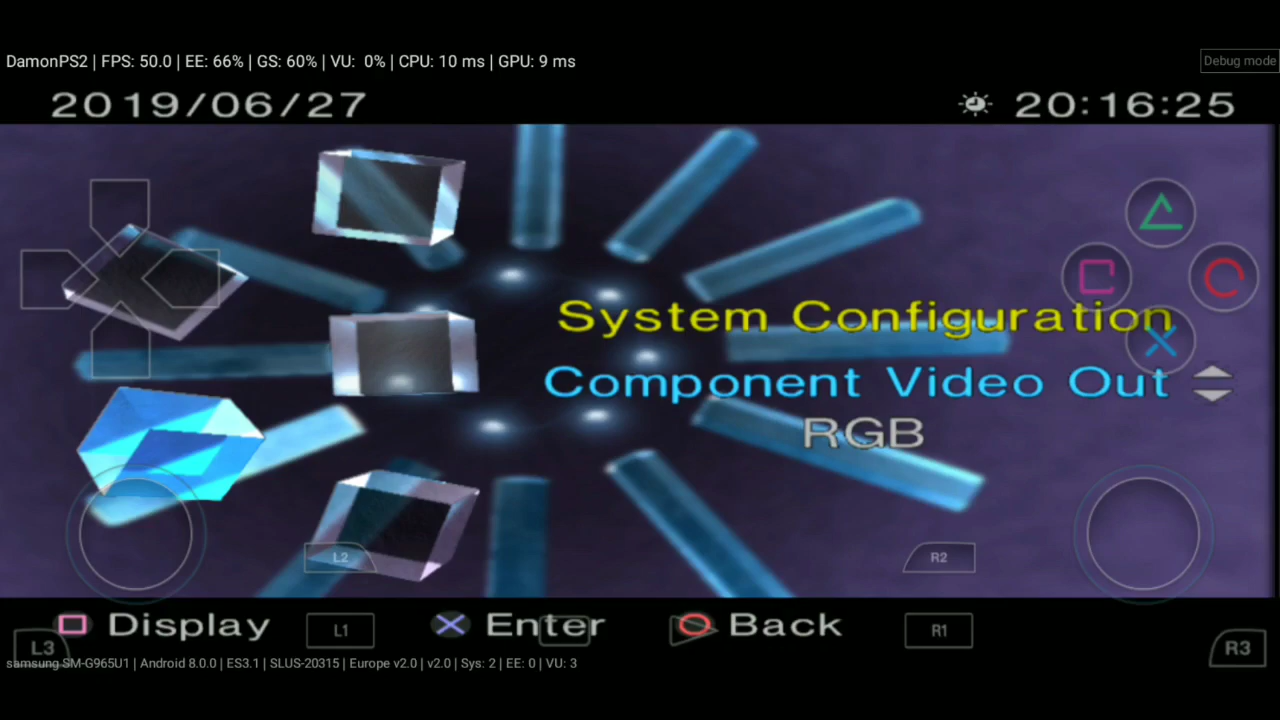 DamonPS2 | FPS: 50.0 | EE: 66% | GS: 60% | VU:  0% | CPU: 10 ms | GPU: 9 ms
Debug mode
2019/06/27
20:16:25
System Configuration
Component Video Out
RGB
L2
R2
Display
Enter
Back
L1
R1
L3
R3
samsung SM-G965U1 | Android 8.0.0 | ES3.1 | SLUS-20315 | Europe v2.0 | v2.0 | Sys: 2 | EE: 0 | VU: 3